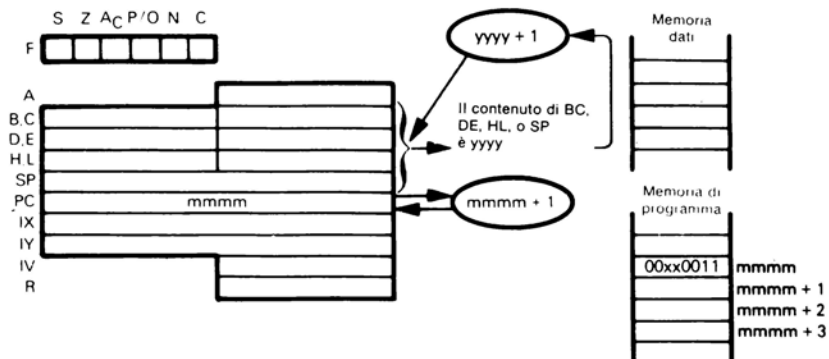 S Z AC P/O N C
F
A
B,C
D,E
H,L
SP
PC mmmm
IX
IY
IV
R
yyyy + 1
Il contenuto di BC,
DE, HL, o SP
è yyyy
mmmm + 1
Memoria
dati
Memoria di
programma
00xx0011 mmmm
mmmm + 1
mmmm + 2
mmmm + 3